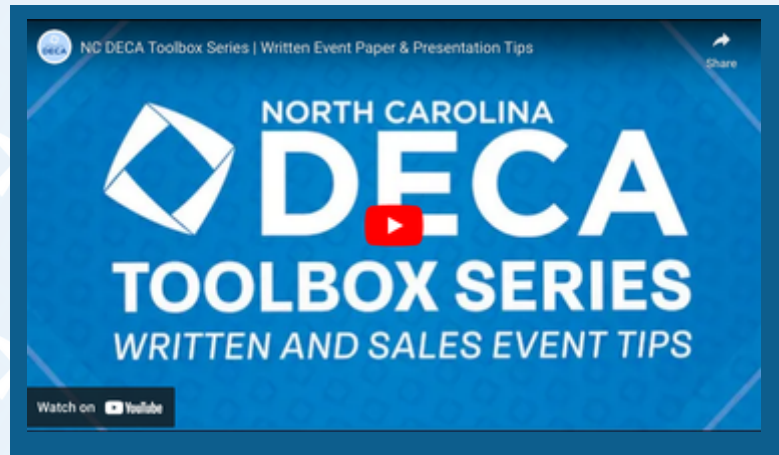 NC DECA Toolbox Series | Written Event Paper & Presentation Tips
Share
NORTH CAROLINA
DECA
TOOLBOX SERIES
WRITTEN AND SALES EVENT TIPS
Watch on YouTube